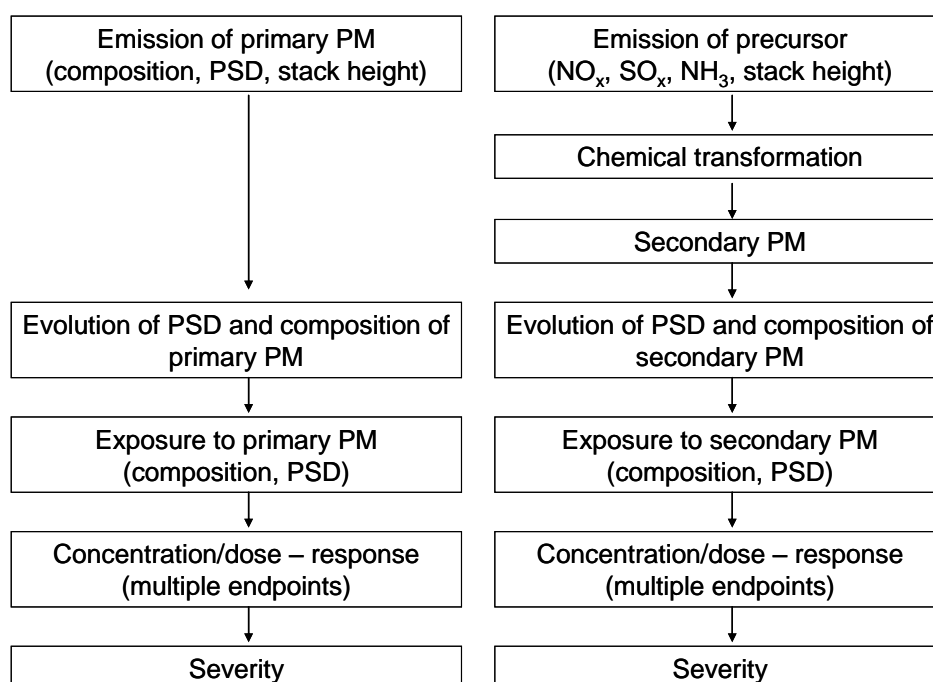 Emission of primary PM
(composition, PSD, stack height)
Evolution of PSD and composition of
primary PM
Exposure to primary PM
(composition, PSD)
Concentration/dose – response
(multiple endpoints)
Severity
Emission of precursor
(NOₓ, SOₓ, NH₃, stack height)
Chemical transformation
Secondary PM
Evolution of PSD and composition of
secondary PM
Exposure to secondary PM
(composition, PSD)
Concentration/dose – response
(multiple endpoints)
Severity